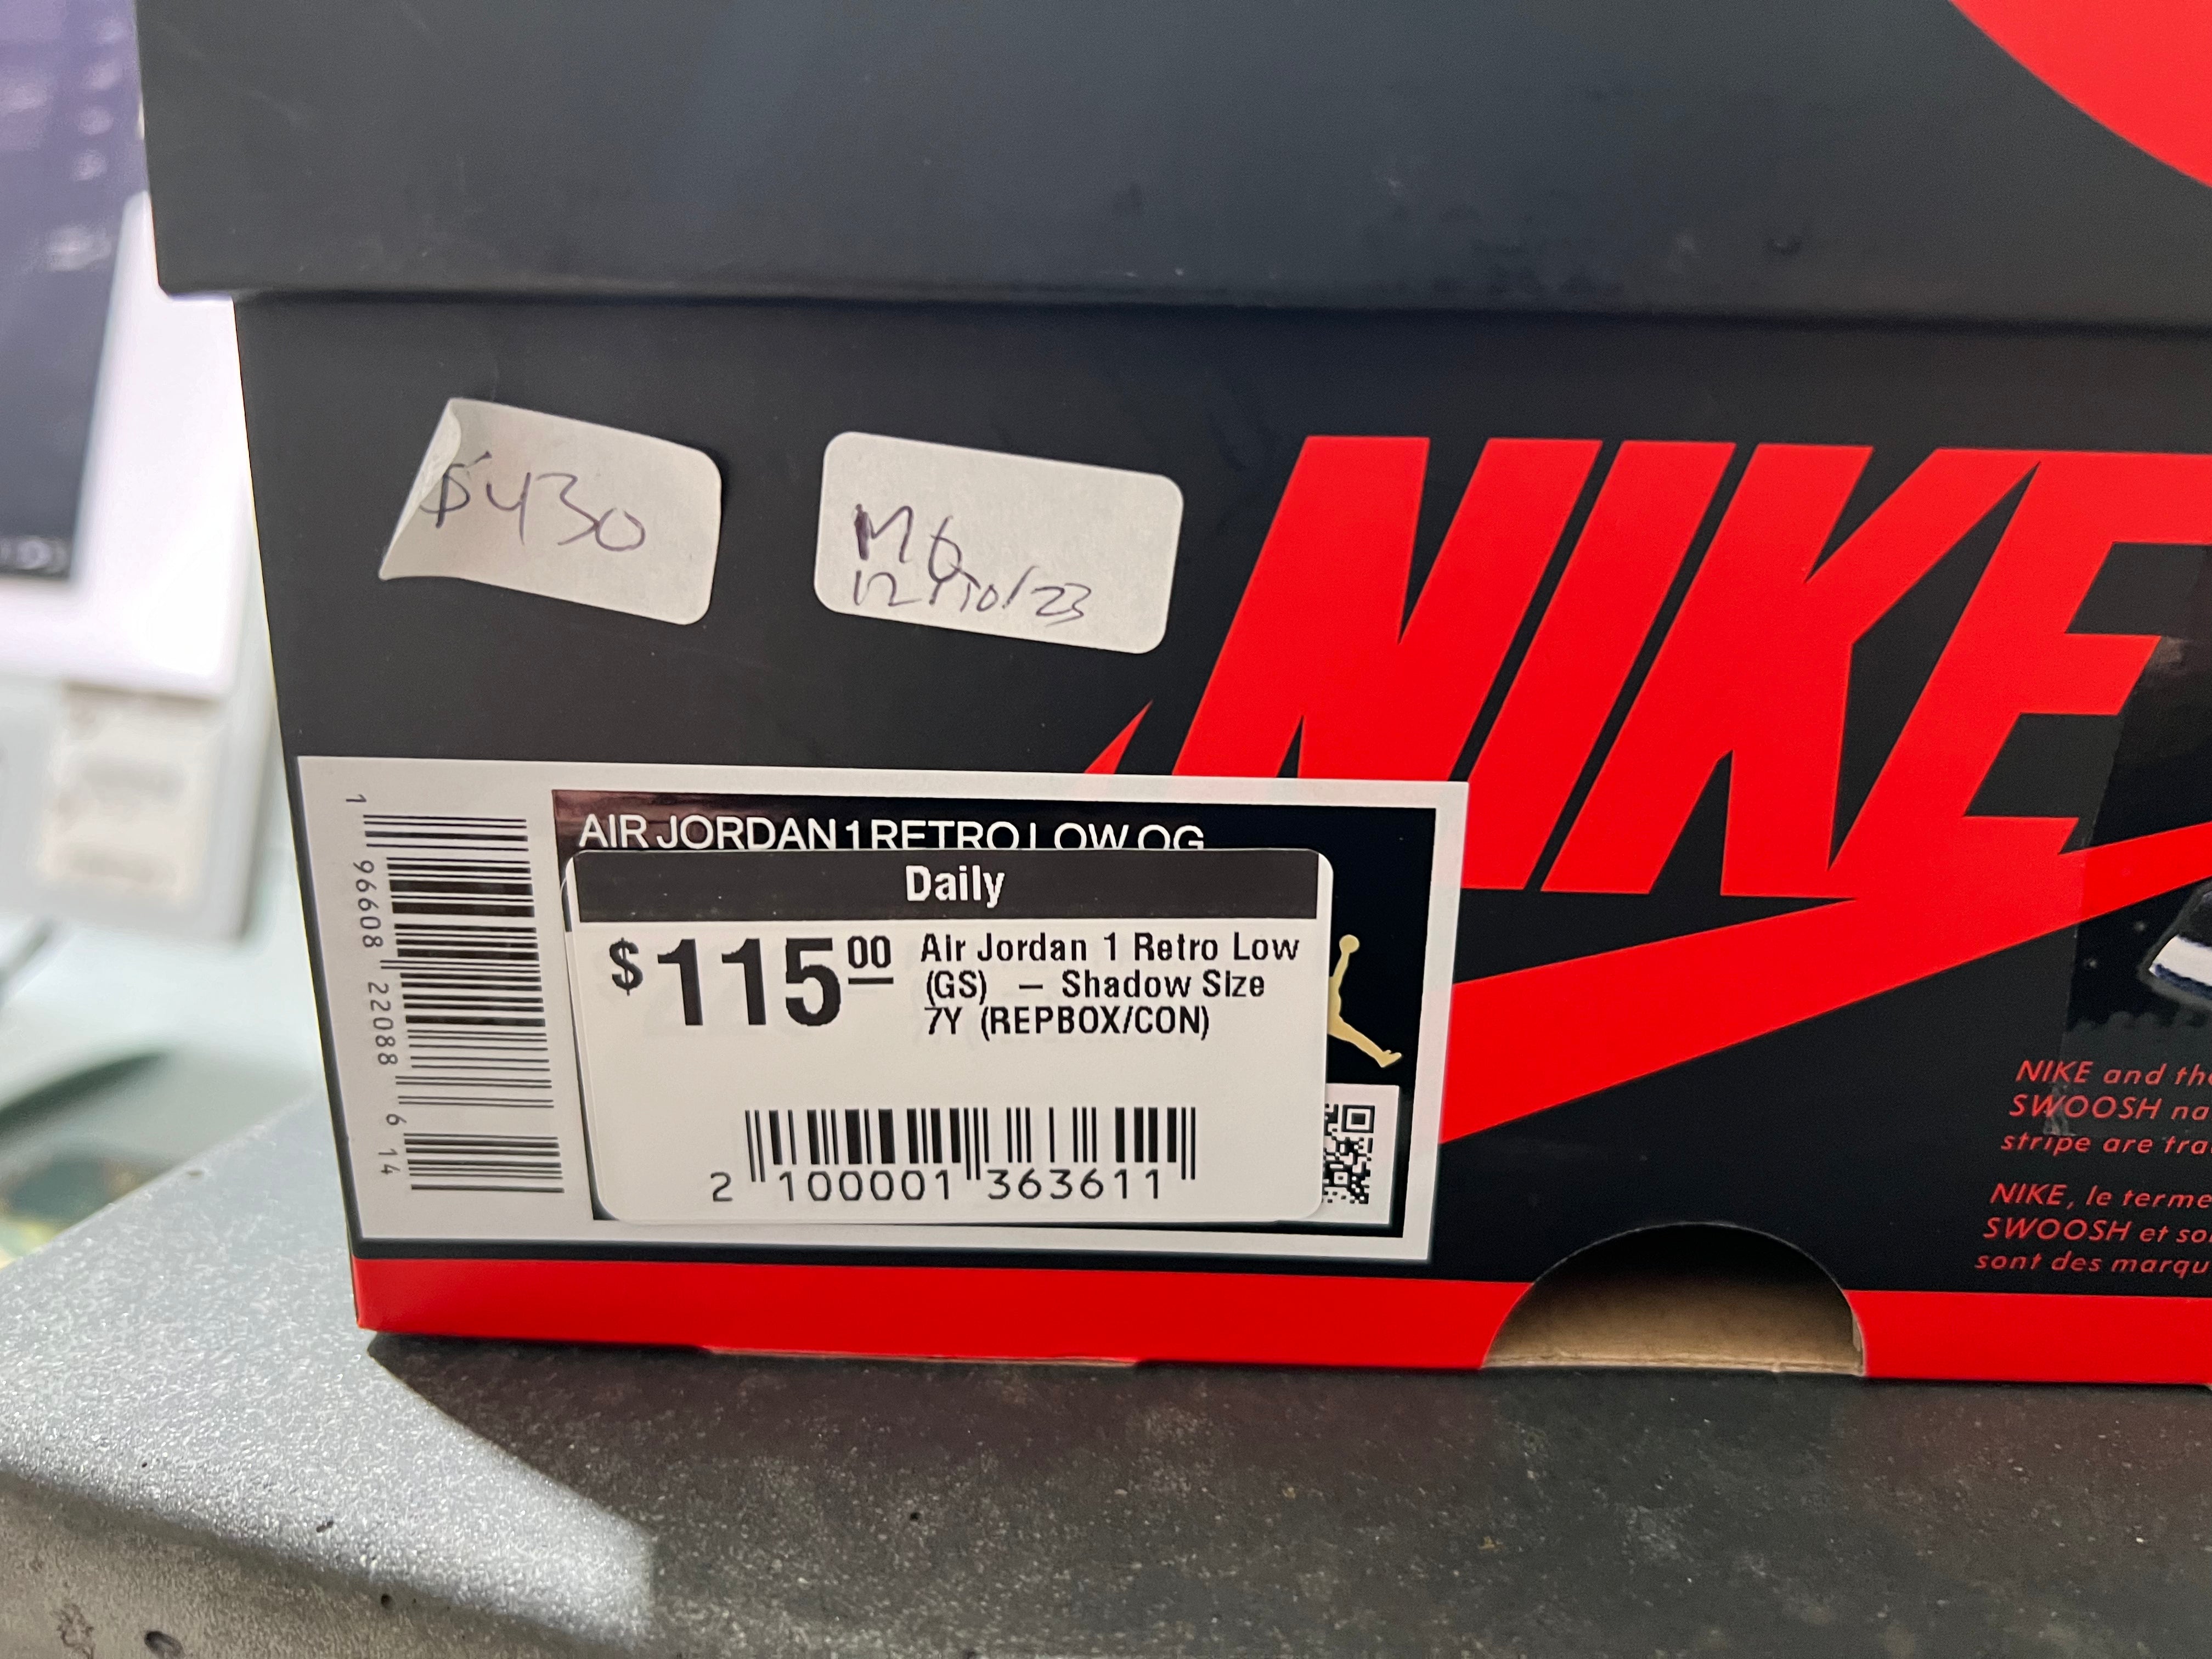 $430
MG
12/10/23
NIKE
AIR JORDAN 1 RETRO LOW OG
Daily
$115.00
Air Jordan 1 Retro Low
(GS) – Shadow Size
7Y (REPBOX/CON)
2 100001 363611
1 96608 22088 6 14
NIKE and the
SWOOSH
stripe are
NIKE, le terme
SWOOSH et
sont des